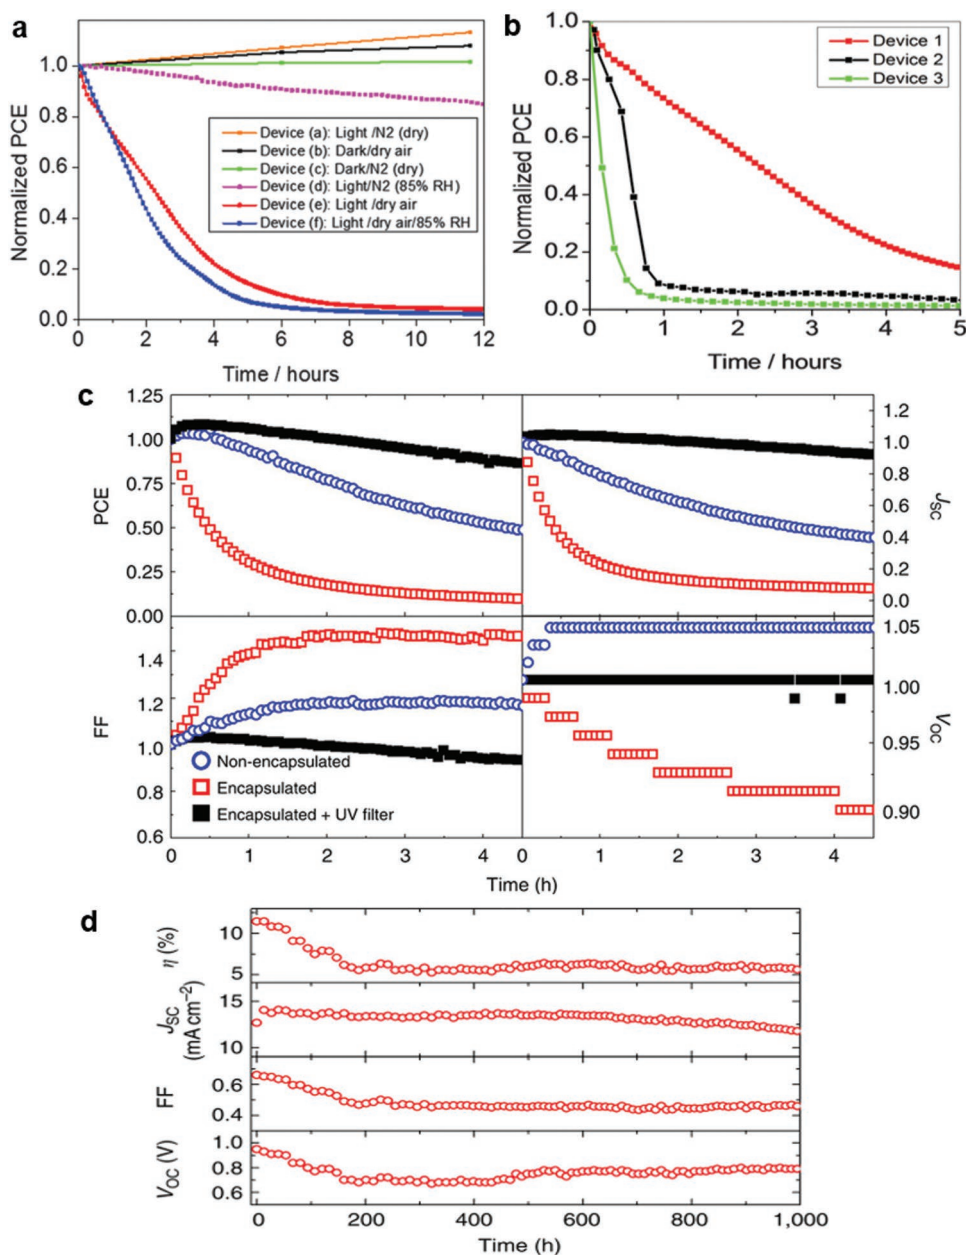 a
Normalized PCE
1.0
0.8
0.6
0.4
0.2
0.0
Device (a): Light /N2 (dry)
Device (b): Dark/dry air
Device (c): Dark/N2 (dry)
Device (d): Light/N2 (85% RH)
Device (e): Light /dry air
Device (f): Light /dry air/85% RH
0 2 4 6 8 10 12
Time / hours
b
Normalized PCE
1.0
0.8
0.6
0.4
0.2
0.0
Device 1
Device 2
Device 3
0 1 2 3 4 5
Time / hours
c
PCE
1.25
1.00
0.75
0.50
0.25
0.00
1.2
1.0
0.8
0.6
0.4
0.2
0.0
JSC
FF
1.4
1.2
1.0
0.8
0.6
Non-encapsulated
Encapsulated
Encapsulated + UV filter
1.05
1.00
0.95
0.90
VOC
0 1 2 3 4 0 1 2 3 4
Time (h)
d
η (%)
10
5
JSC
(mA cm−2)
15
10
FF
0.6
0.4
VOC (V)
1.0
0.8
0.6
0 200 400 600 800 1,000
Time (h)